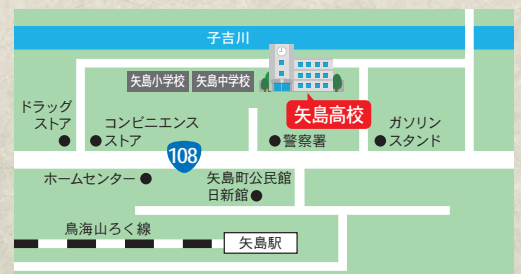 子吉川
矢島小学校
矢島中学校
矢島高校
ドラッグ
ストア
コンビニエンス
ストア
警察署
ガソリン
スタンド
108
ホームセンター
矢島町公民館
日新館
鳥海山ろく線
矢島駅